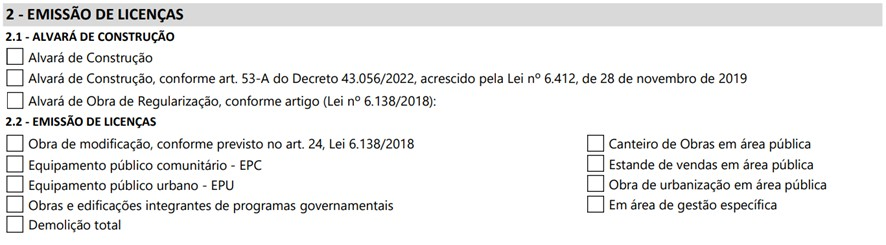 2 - EMISSÃO DE LICENÇAS
2.1 - ALVARÁ DE CONSTRUÇÃO
Alvará de Construção
Alvará de Construção, conforme art. 53-A do Decreto 43.056/2022, acrescido pela Lei nº 6.412, de 28 de novembro de 2019
Alvará de Obra de Regularização, conforme artigo (Lei nº 6.138/2018):
2.2 - EMISSÃO DE LICENÇAS
Obra de modificação, conforme previsto no art. 24, Lei 6.138/2018
Equipamento público comunitário - EPC
Equipamento público urbano - EPU
Obras e edificações integrantes de programas governamentais
Demolição total
Canteiro de Obras em área pública
Estande de vendas em área pública
Obra de urbanização em área pública
Em área de gestão específica